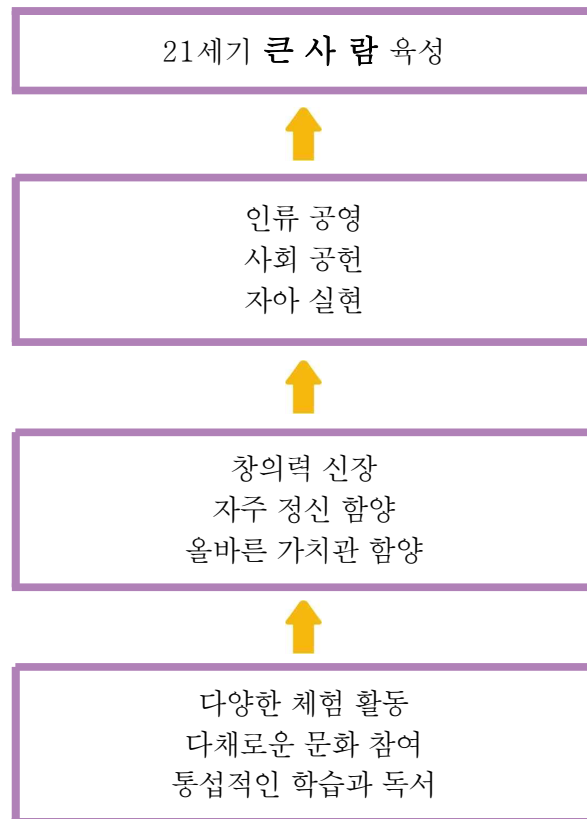 21세기 큰 사 람 육성
인류 공영
사회 공헌
자아 실현
창의력 신장
자주 정신 함양
올바른 가치관 함양
다양한 체험 활동
다채로운 문화 참여
통섭적인 학습과 독서